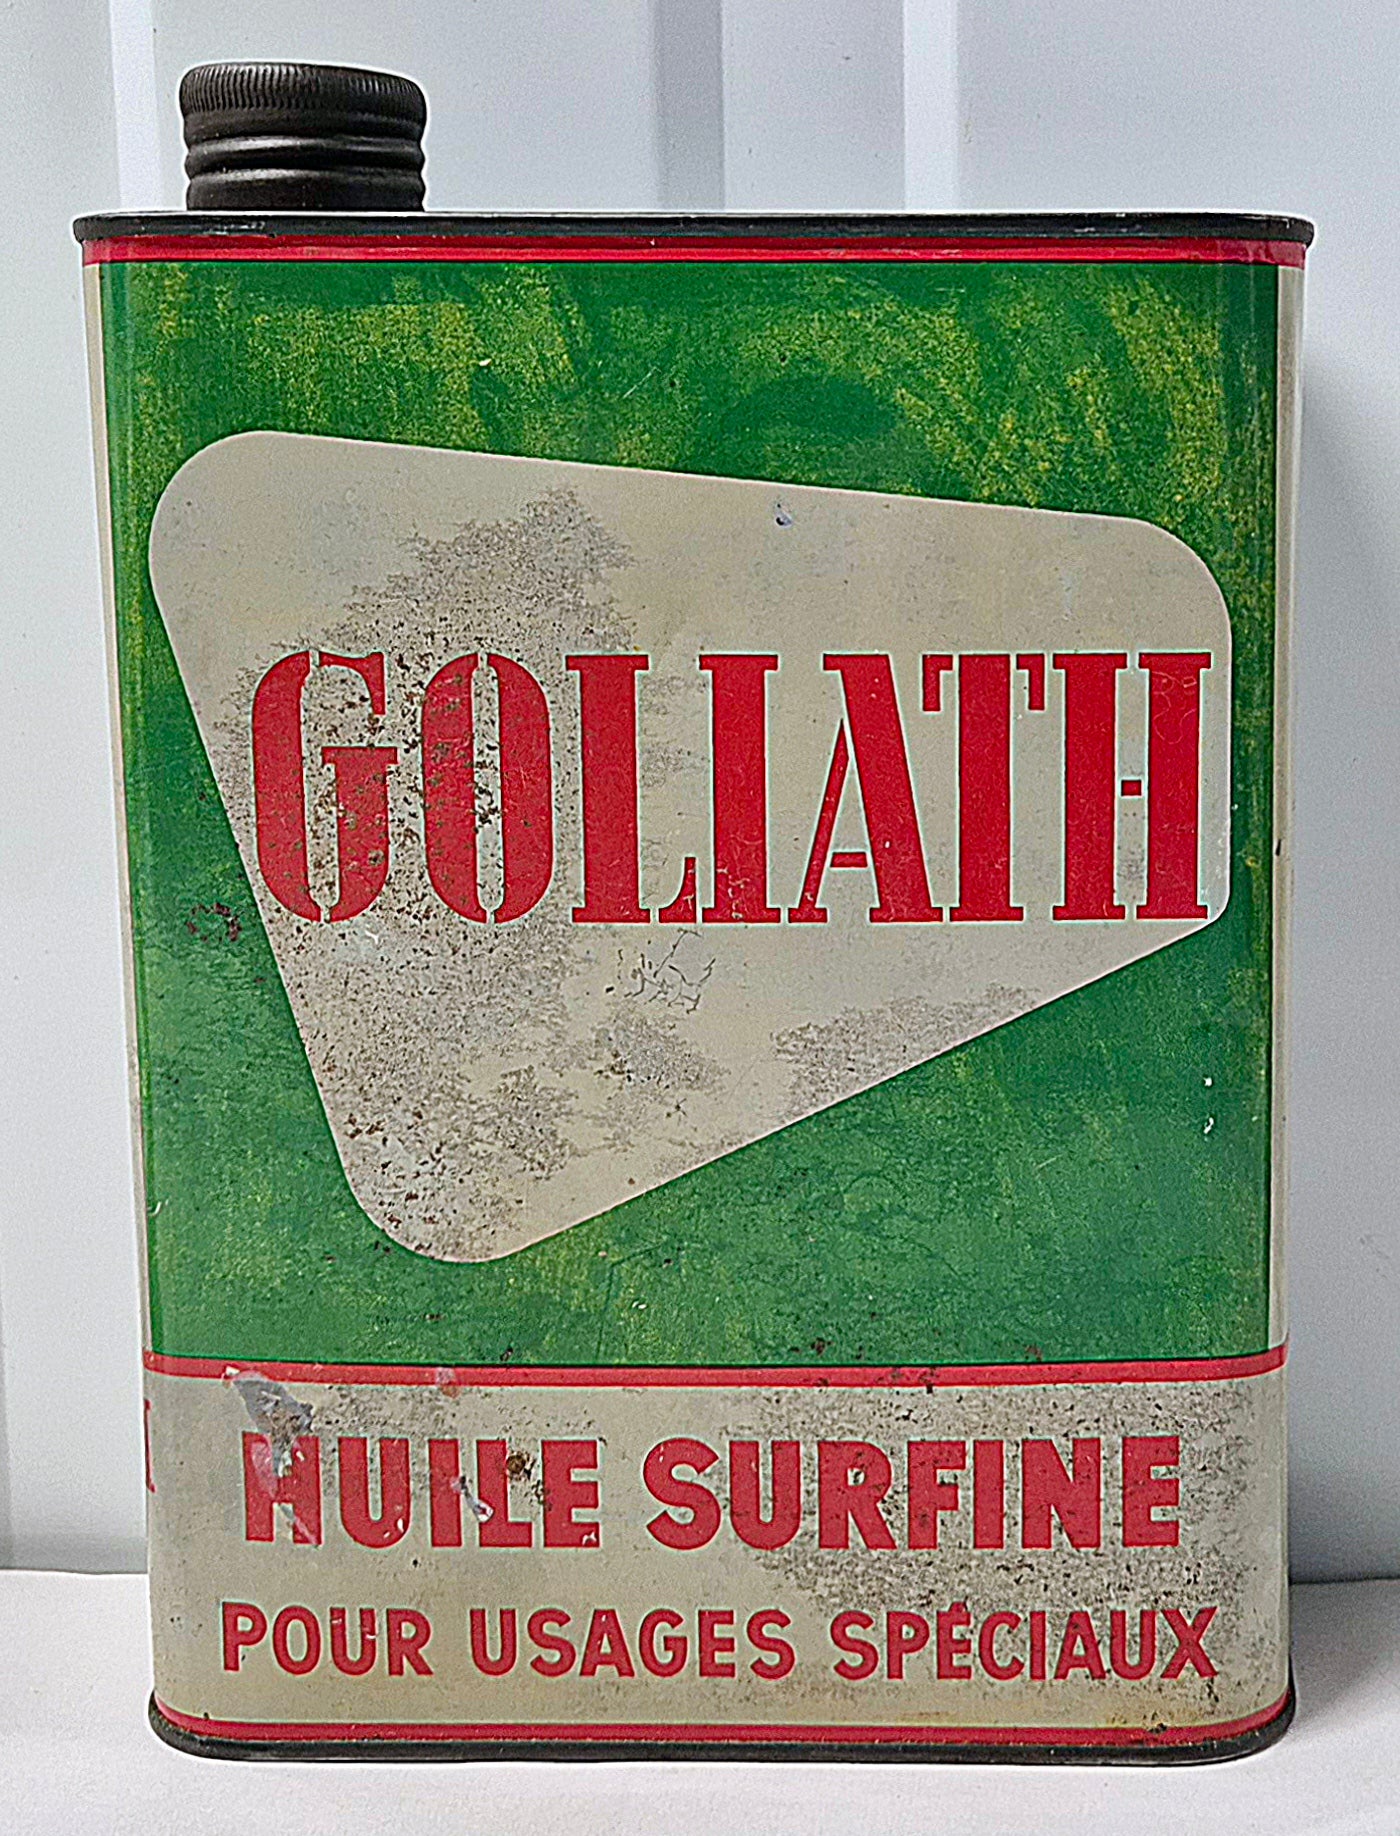 GOLIATH
HUILE SURFINE
POUR USAGES SPÉCIAUX